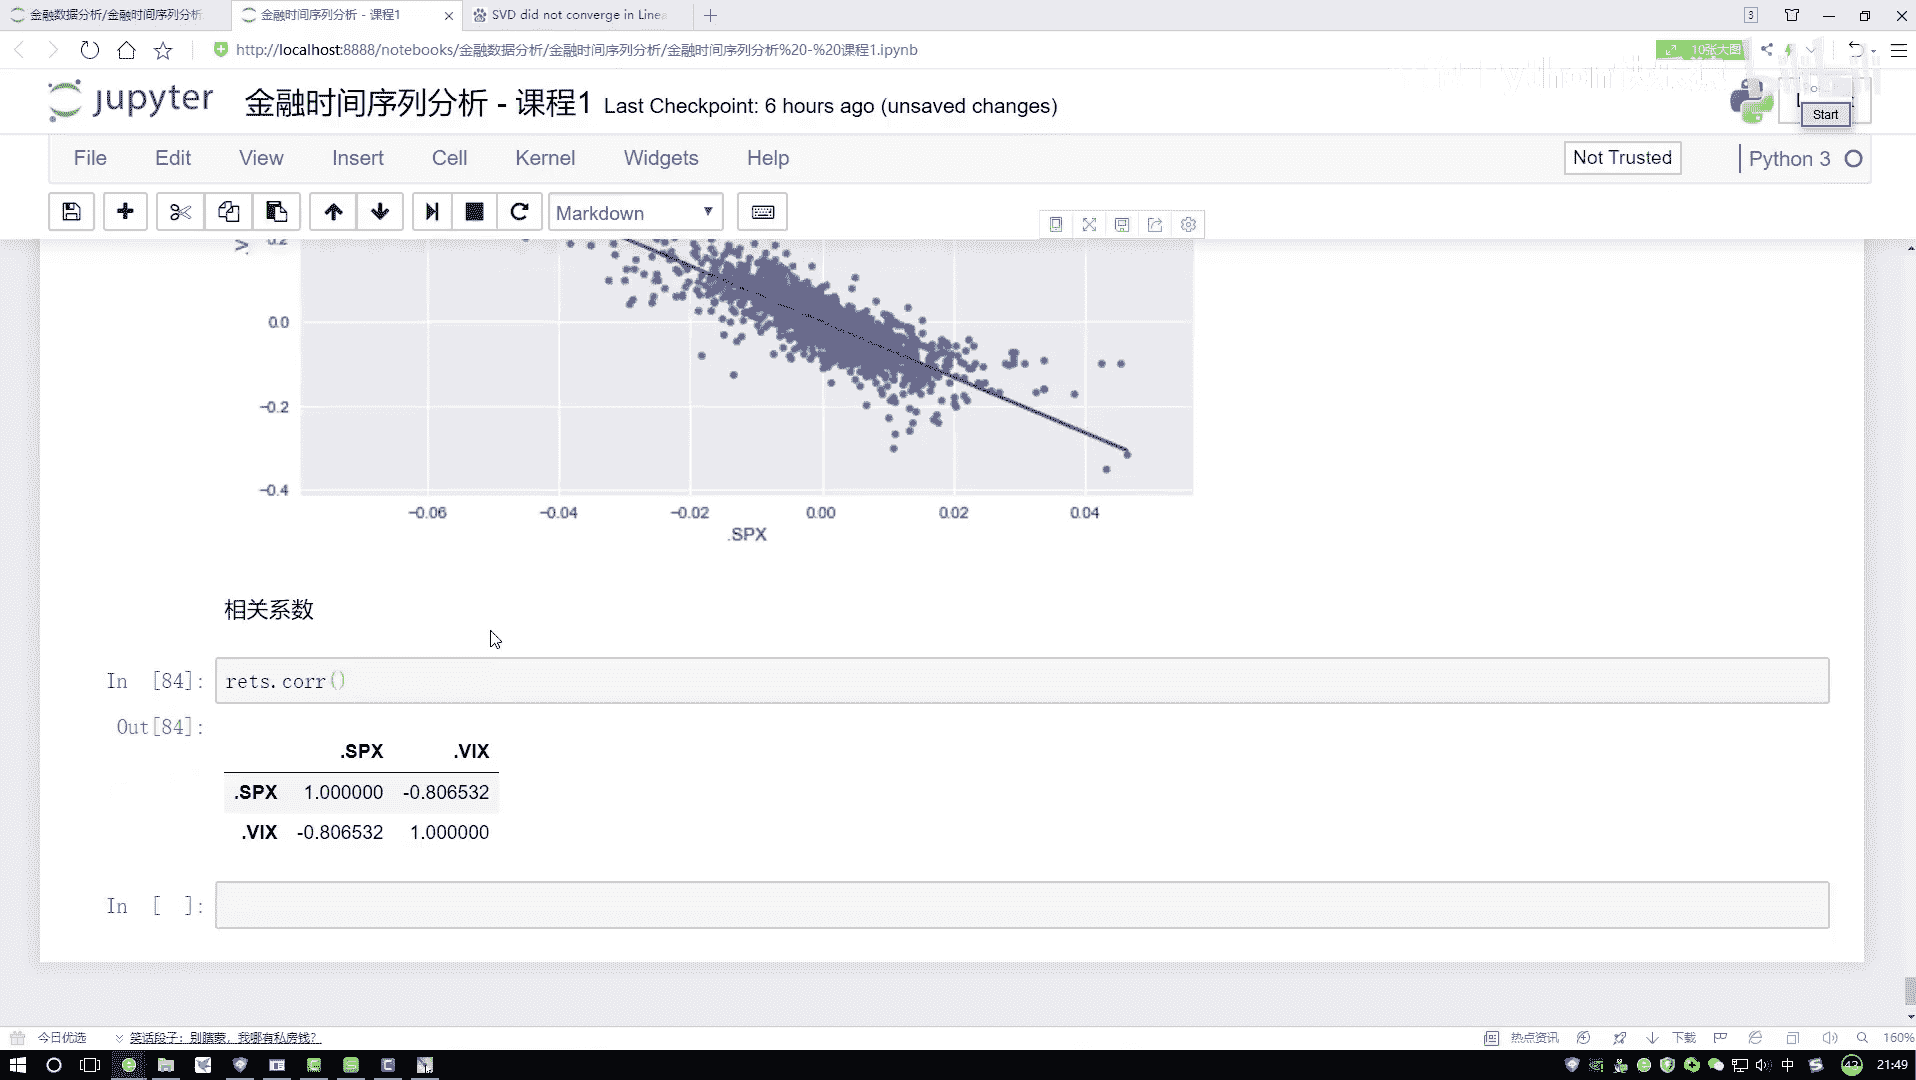 金融数据分析/金融时间序列分析
金融时间序列分析 - 课程1
SVD did not converge in Linea
3
http://localhost:8888/notebooks/金融数据分析/金融时间序列分析/金融时间序列分析%20-%20课程1.ipynb
10张大图
jupyter
金融时间序列分析 - 课程1
Last Checkpoint: 6 hours ago (unsaved changes)
Start
File
Edit
View
Insert
Cell
Kernel
Widgets
Help
Not Trusted
Python 3
Markdown
0.0
−0.2
−0.4
−0.06
−0.04
−0.02
0.00
0.02
0.04
.SPX
相关系数
In [84]:
rets.corr()
Out[84]:
.SPX .VIX
.SPX 1.000000 -0.806532
.VIX -0.806532 1.000000
In [ ]:
今日优选
笑话段子：别瞎蒙，我哪有私房钱？
热点资讯
下载
160%
中
21:49